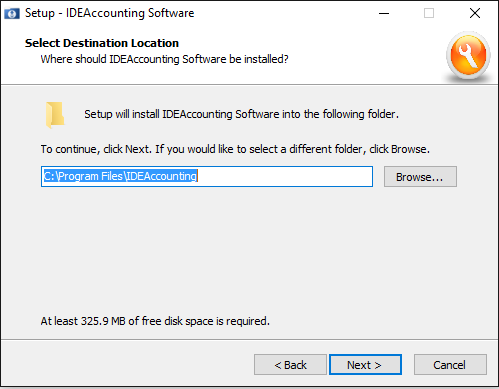 Setup - IDEAccounting Software
Select Destination Location
Where should IDEAccounting Software be installed?
Setup will install IDEAccounting Software into the following folder.
To continue, click Next. If you would like to select a different folder, click Browse.
C:\Program Files\IDEAccounting
Browse...
At least 325.9 MB of free disk space is required.
< Back
Next >
Cancel